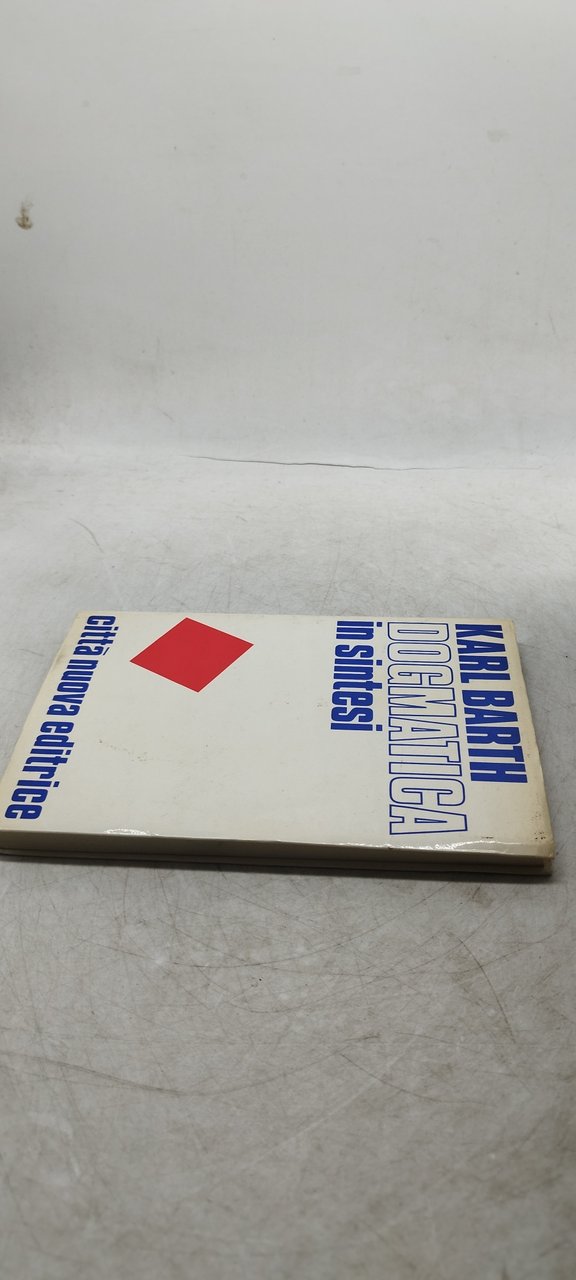 KARL BARTH
DOGMATICA
in sintesi
città nuova editrice